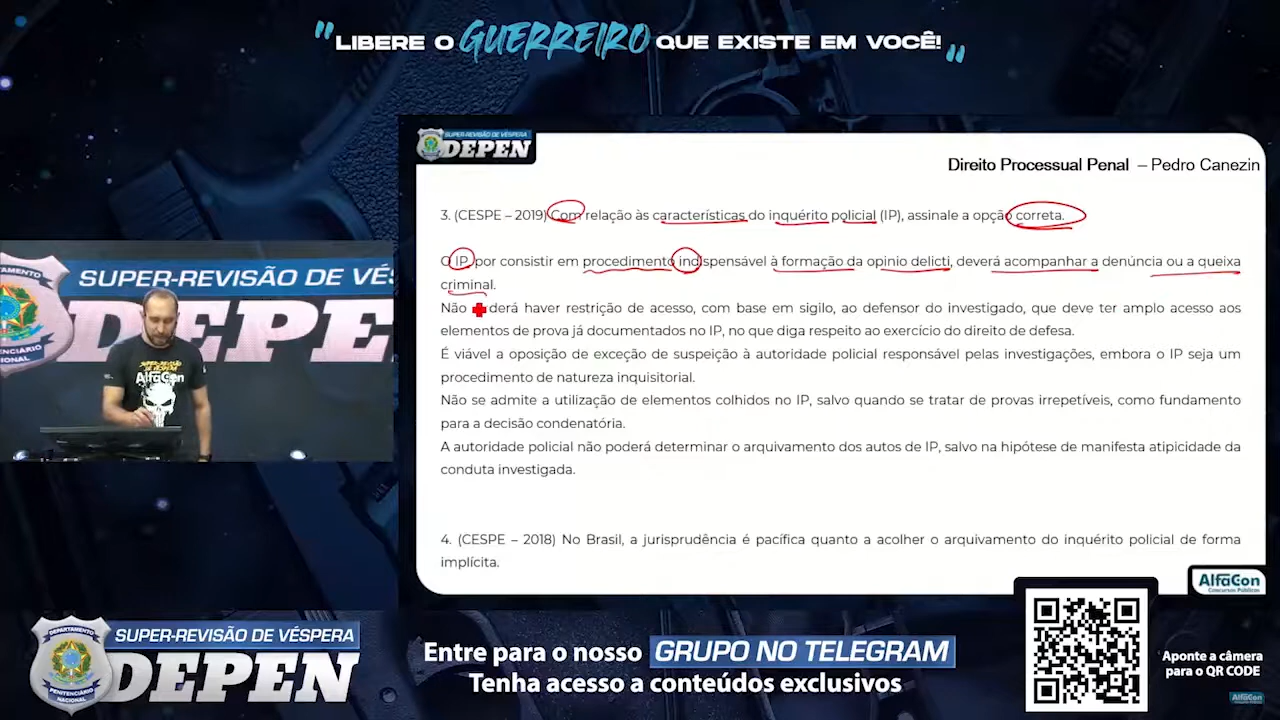 "LIBERE O GUERREIRO QUE EXISTE EM VOCÊ!"
SUPER-REVISÃO DE VÉSPERA
DEPEN
Direito Processual Penal – Pedro Canezin
3. (CESPE – 2019) Com relação às características do inquérito policial (IP), assinale a opção correta.
O IP, por consistir em procedimento indispensável à formação da opinio delicti, deverá acompanhar a denúncia ou a queixa
criminal.
Não derá haver restrição de acesso, com base em sigilo, ao defensor do investigado, que deve ter amplo acesso aos
elementos de prova já documentados no IP, no que diga respeito ao exercício do direito de defesa.
É viável a oposição de exceção de suspeição à autoridade policial responsável pelas investigações, embora o IP seja um
procedimento de natureza inquisitorial.
Não se admite a utilização de elementos colhidos no IP, salvo quando se tratar de provas irrepetíveis, como fundamento
para a decisão condenatória.
A autoridade policial não poderá determinar o arquivamento dos autos de IP, salvo na hipótese de manifesta atipicidade da
conduta investigada.
4. (CESPE – 2018) No Brasil, a jurisprudência é pacífica quanto a acolher o arquivamento do inquérito policial de forma
implícita.
AlfaCon
Concursos Públicos
SUPER-REVISÃO DE VÉS
DEPE
AlfaCon
DEPARTAMENTO
PENITENCIÁRIO
NACIONAL
SUPER-REVISÃO DE VÉSPERA
DEPEN
Entre para o nosso GRUPO NO TELEGRAM
Tenha acesso a conteúdos exclusivos
Aponte a câmera
para o QR CODE
AlfaCon